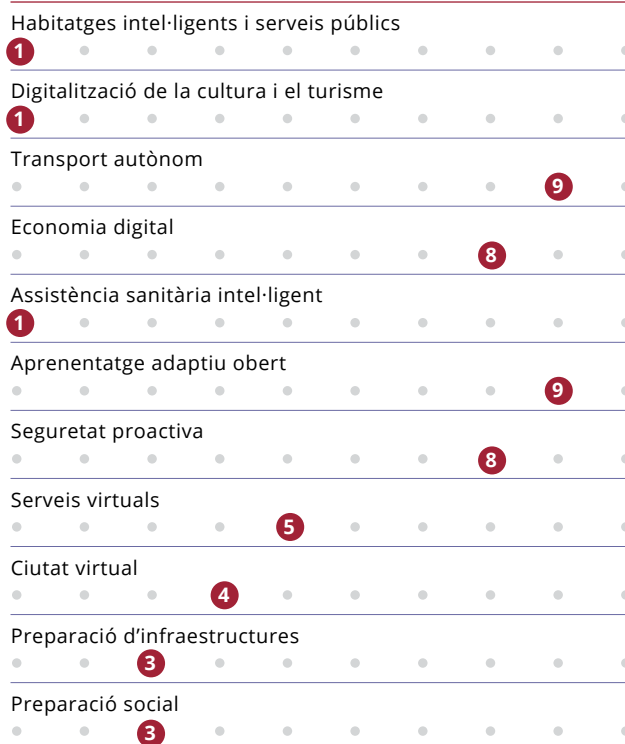 Habitatges intel·ligents i serveis públics
1
Digitalització de la cultura i el turisme
1
Transport autònom
9
Economia digital
8
Assistència sanitària intel·ligent
1
Aprenentatge adaptiu obert
9
Seguretat proactiva
8
Serveis virtuals
5
Ciutat virtual
4
Preparació d’infraestructures
3
Preparació social
3